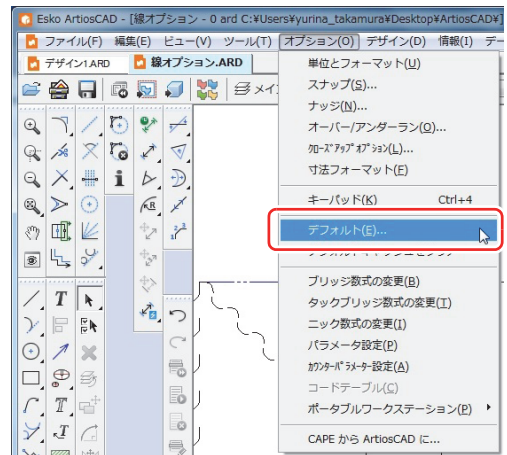 Esko ArtiosCAD - [線オプション - 0 ard C:¥Users¥yurina_takamura¥Desktop¥ArtiosCAD¥]
ファイル(F) 編集(E) ビュー(V) ツール(T) オプション(O) デザイン(D) 情報(I) デー
デザイン1.ARD 線オプション.ARD
単位とフォーマット(U)
スナップ(S)...
ナッジ(N)...
オーバー/アンダーラン(O)...
クローズアップオプション(L)...
寸法フォーマット(F)
キーパッド(K) Ctrl+4
デフォルト(E)...
ブリッジ数式の変更(B)
タックブリッジ数式の変更(T)
ニック数式の変更(I)
パラメータ設定(P)
カウンターパラメーター設定(A)
コードテーブル(C)
ポータブルワークステーション(P)
CAPE から ArtiosCAD に...